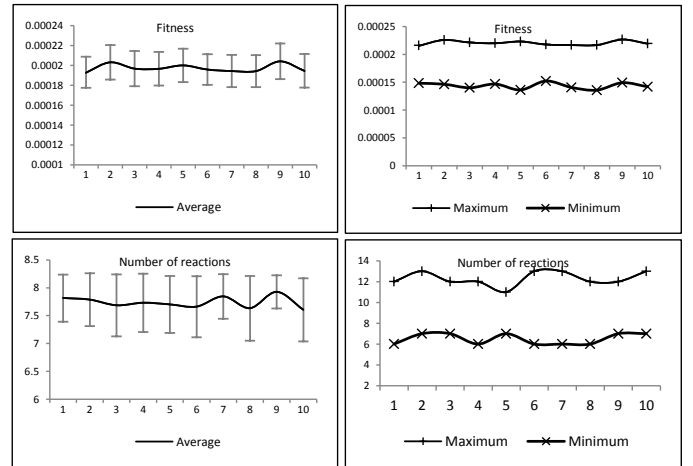 Fitness
0.00024
0.00022
0.0002
0.00018
0.00016
0.00014
0.00012
0.0001
1 2 3 4 5 6 7 8 9 10
Average
Fitness
0.00025
0.0002
0.00015
0.0001
0.00005
0
1 2 3 4 5 6 7 8 9 10
Maximum Minimum
Number of reactions
8.5
8
7.5
7
6.5
6
1 2 3 4 5 6 7 8 9 10
Average
Number of reactions
14
12
10
8
6
4
2
1 2 3 4 5 6 7 8 9 10
Maximum Minimum